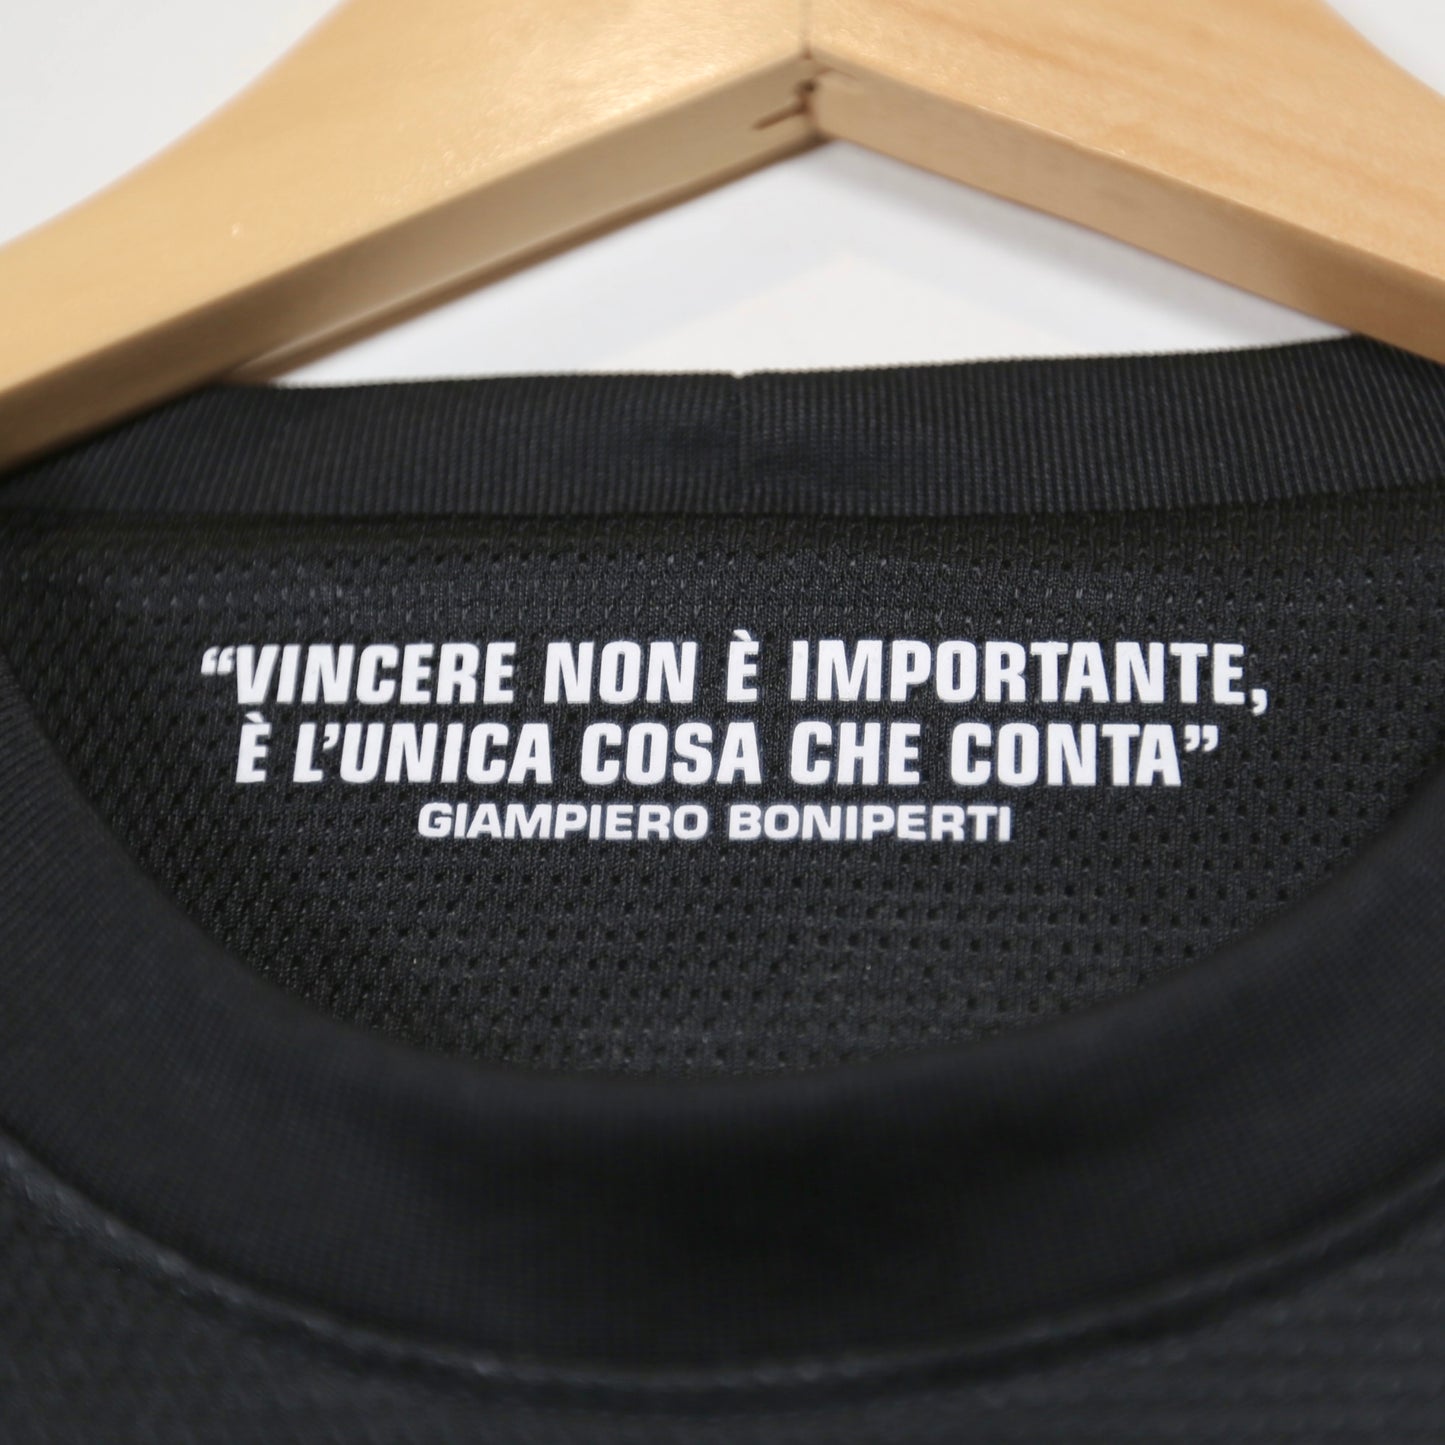 “VINCERE NON È IMPORTANTE,
È L’UNICA COSA CHE CONTA”
GIAMPIERO BONIPERTI